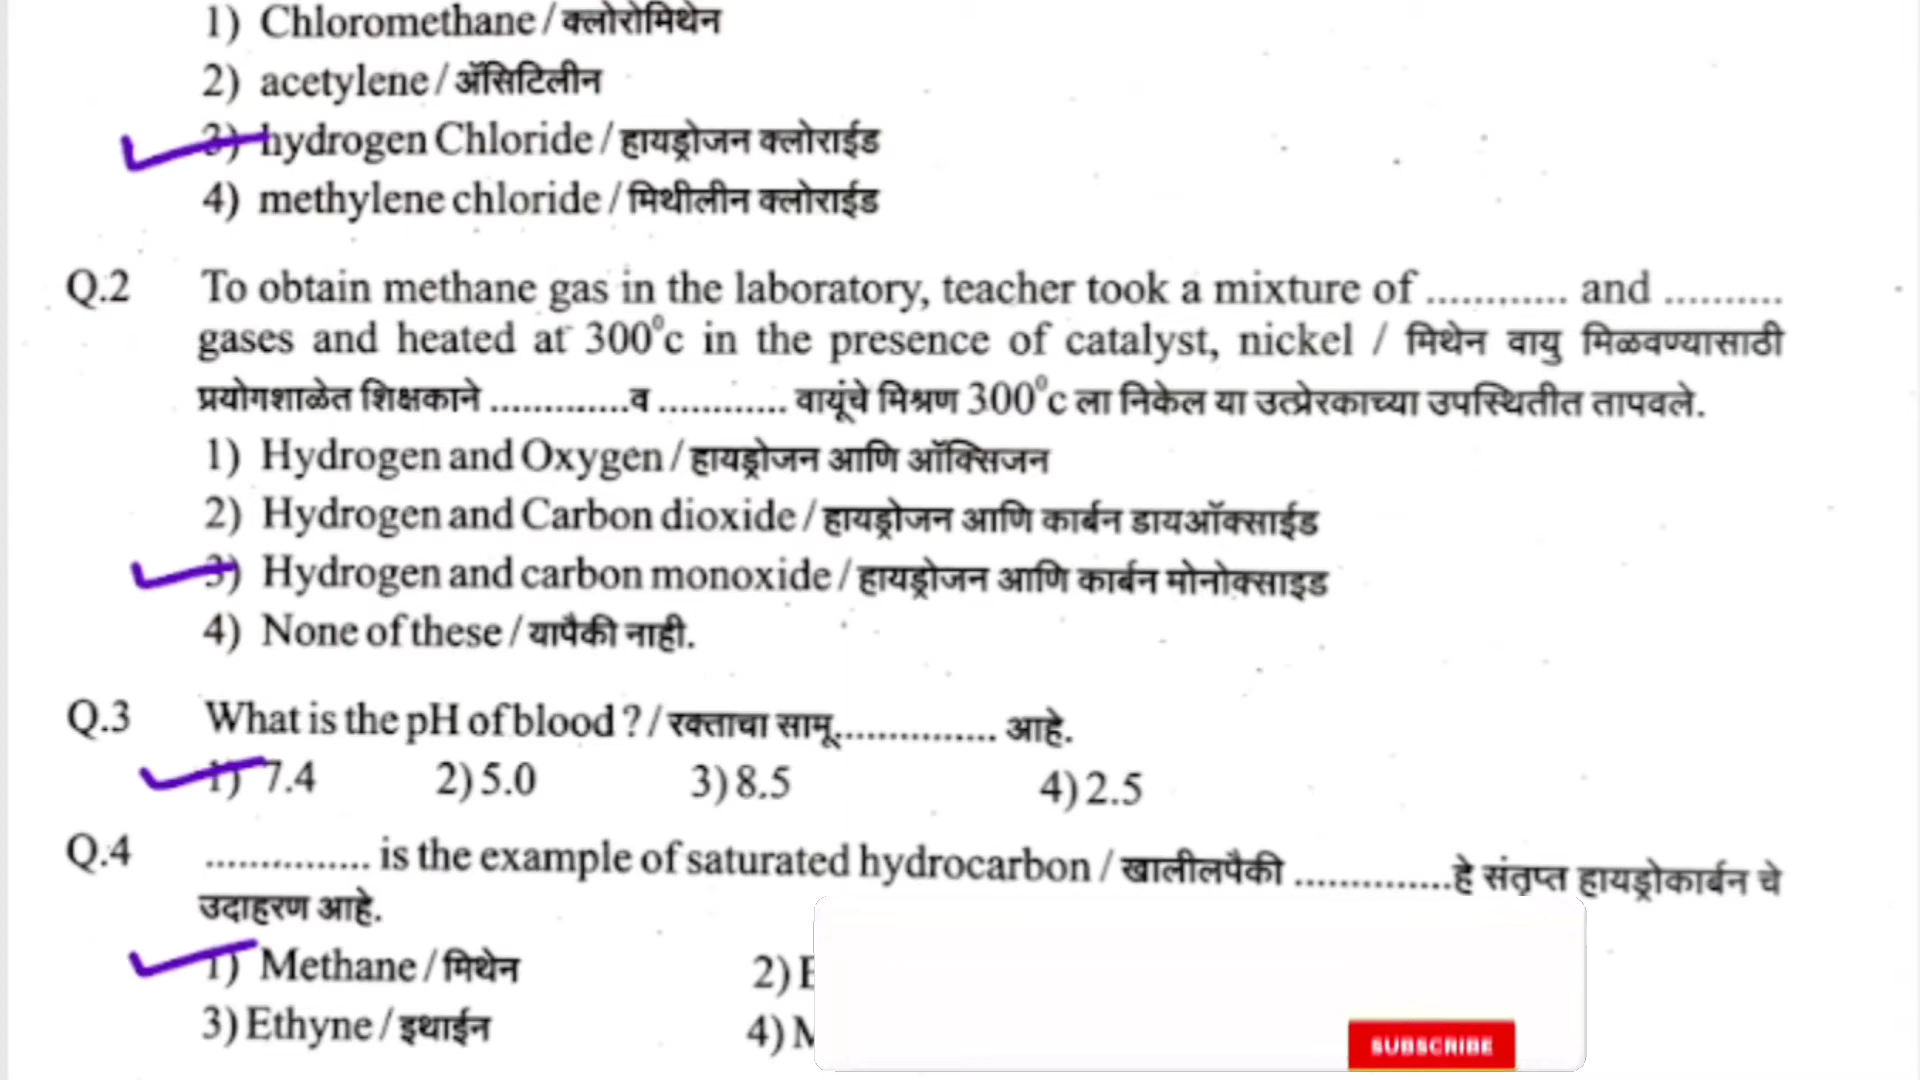 1) Chloromethane / क्लोरोमिथेन
2) acetylene / ॲसिटिलीन
3) hydrogen Chloride / हायड्रोजन क्लोराईड
4) methylene chloride / मिथीलीन क्लोराईड
Q.2 To obtain methane gas in the laboratory, teacher took a mixture of ............ and ..........
gases and heated at 300°c in the presence of catalyst, nickel / मिथेन वायु मिळवण्यासाठी
प्रयोगशाळेत शिक्षकाने .............व ............ वायूंचे मिश्रण 300°c ला निकेल या उत्प्रेरकाच्या उपस्थितीत तापवले.
1) Hydrogen and Oxygen / हायड्रोजन आणि ऑक्सिजन
2) Hydrogen and Carbon dioxide / हायड्रोजन आणि कार्बन डायऑक्साईड
3) Hydrogen and carbon monoxide / हायड्रोजन आणि कार्बन मोनोक्साइड
4) None of these / यापैकी नाही.
Q.3 What is the pH of blood ? / रक्ताचा सामू............... आहे.
1) 7.4 2) 5.0 3) 8.5 4) 2.5
Q.4 ............... is the example of saturated hydrocarbon / खालीलपैकी ..............हे संतृप्त हायड्रोकार्बन चे
उदाहरण आहे.
1) Methane / मिथेन 2)
3) Ethyne / इथाईन 4)
SUBSCRIBE